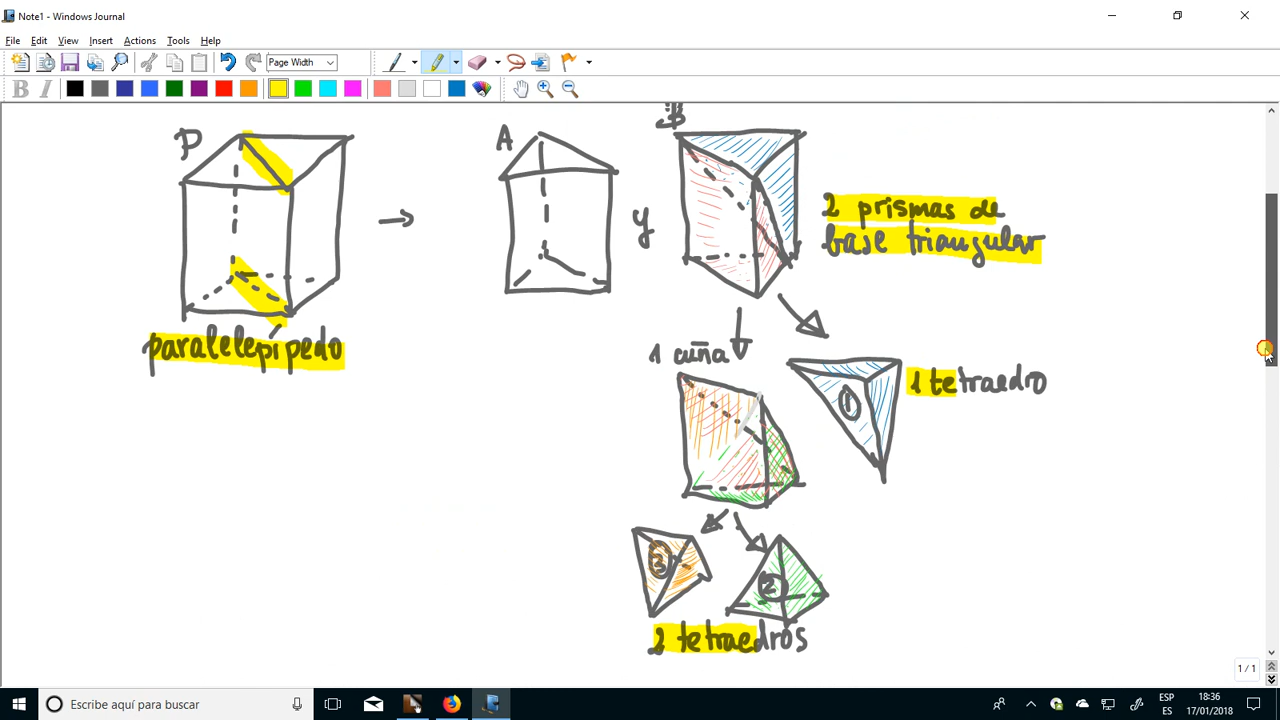 Note1 - Windows Journal
File Edit View Insert Actions Tools Help
Page Width
B I
P
A
y
B
2 prismas de
base triangular
paralelepípedo
1 cuña
1
1 tetraedro
3
2
2 tetraedros
1 / 1
Escribe aquí para buscar
ESP
ES
18:36
17/01/2018